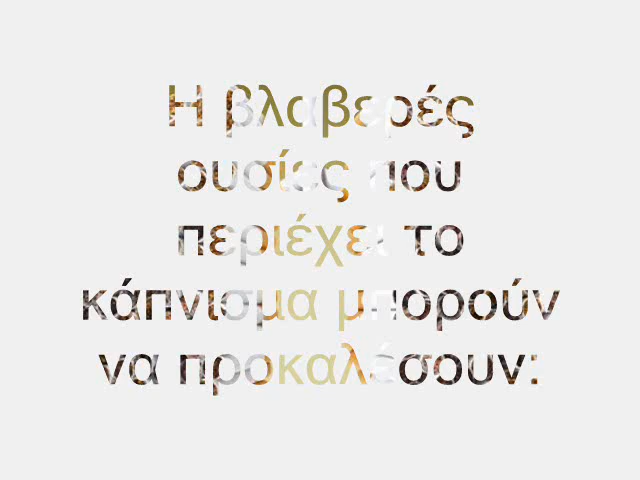 Η βλαβερές
ουσίες που
περιέχει το
κάπνισμα μπορούν
να προκαλέσουν: